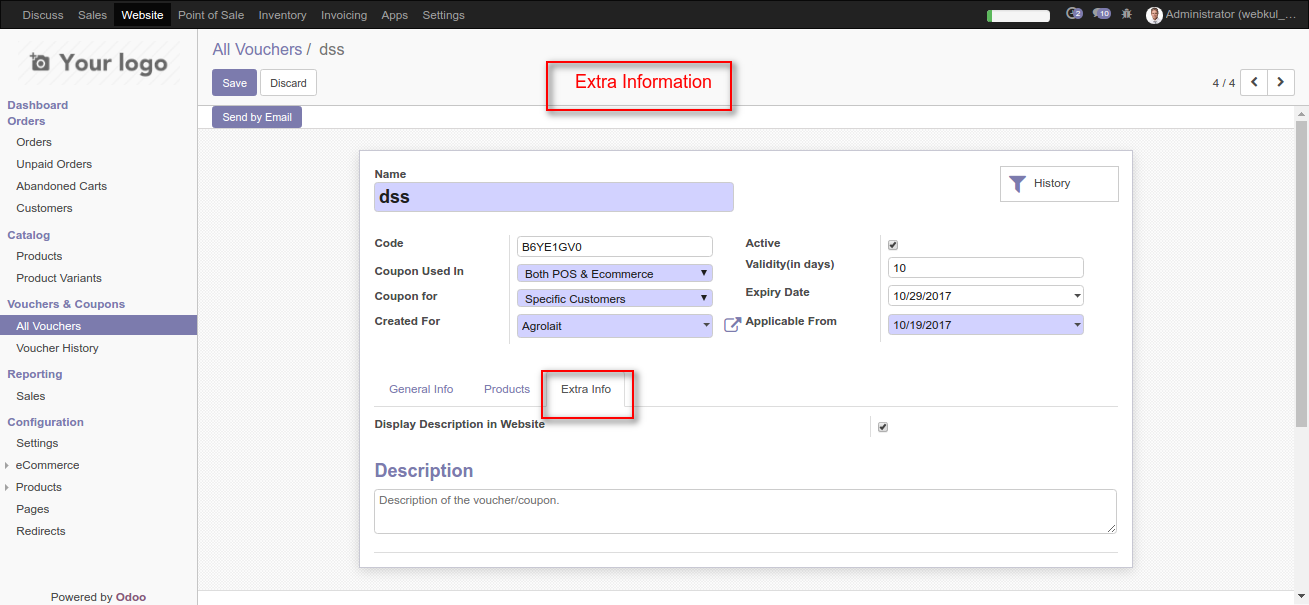 Discuss Sales Website Point of Sale Inventory Invoicing Apps Settings 2 10 Administrator (webkul_...
Your logo
All Vouchers / dss
Save Discard
Extra Information
4 / 4
Send by Email
Dashboard
Orders
Orders
Unpaid Orders
Abandoned Carts
Customers
Catalog
Products
Product Variants
Vouchers & Coupons
All Vouchers
Voucher History
Reporting
Sales
Configuration
Settings
eCommerce
Products
Pages
Redirects
Powered by Odoo
Name
dss
History
Code B6YE1GV0
Coupon Used In Both POS & Ecommerce
Coupon for Specific Customers
Created For Agrolait
Active
Validity(in days) 10
Expiry Date 10/29/2017
Applicable From 10/19/2017
General Info Products Extra Info
Display Description in Website
Description
Description of the voucher/coupon.